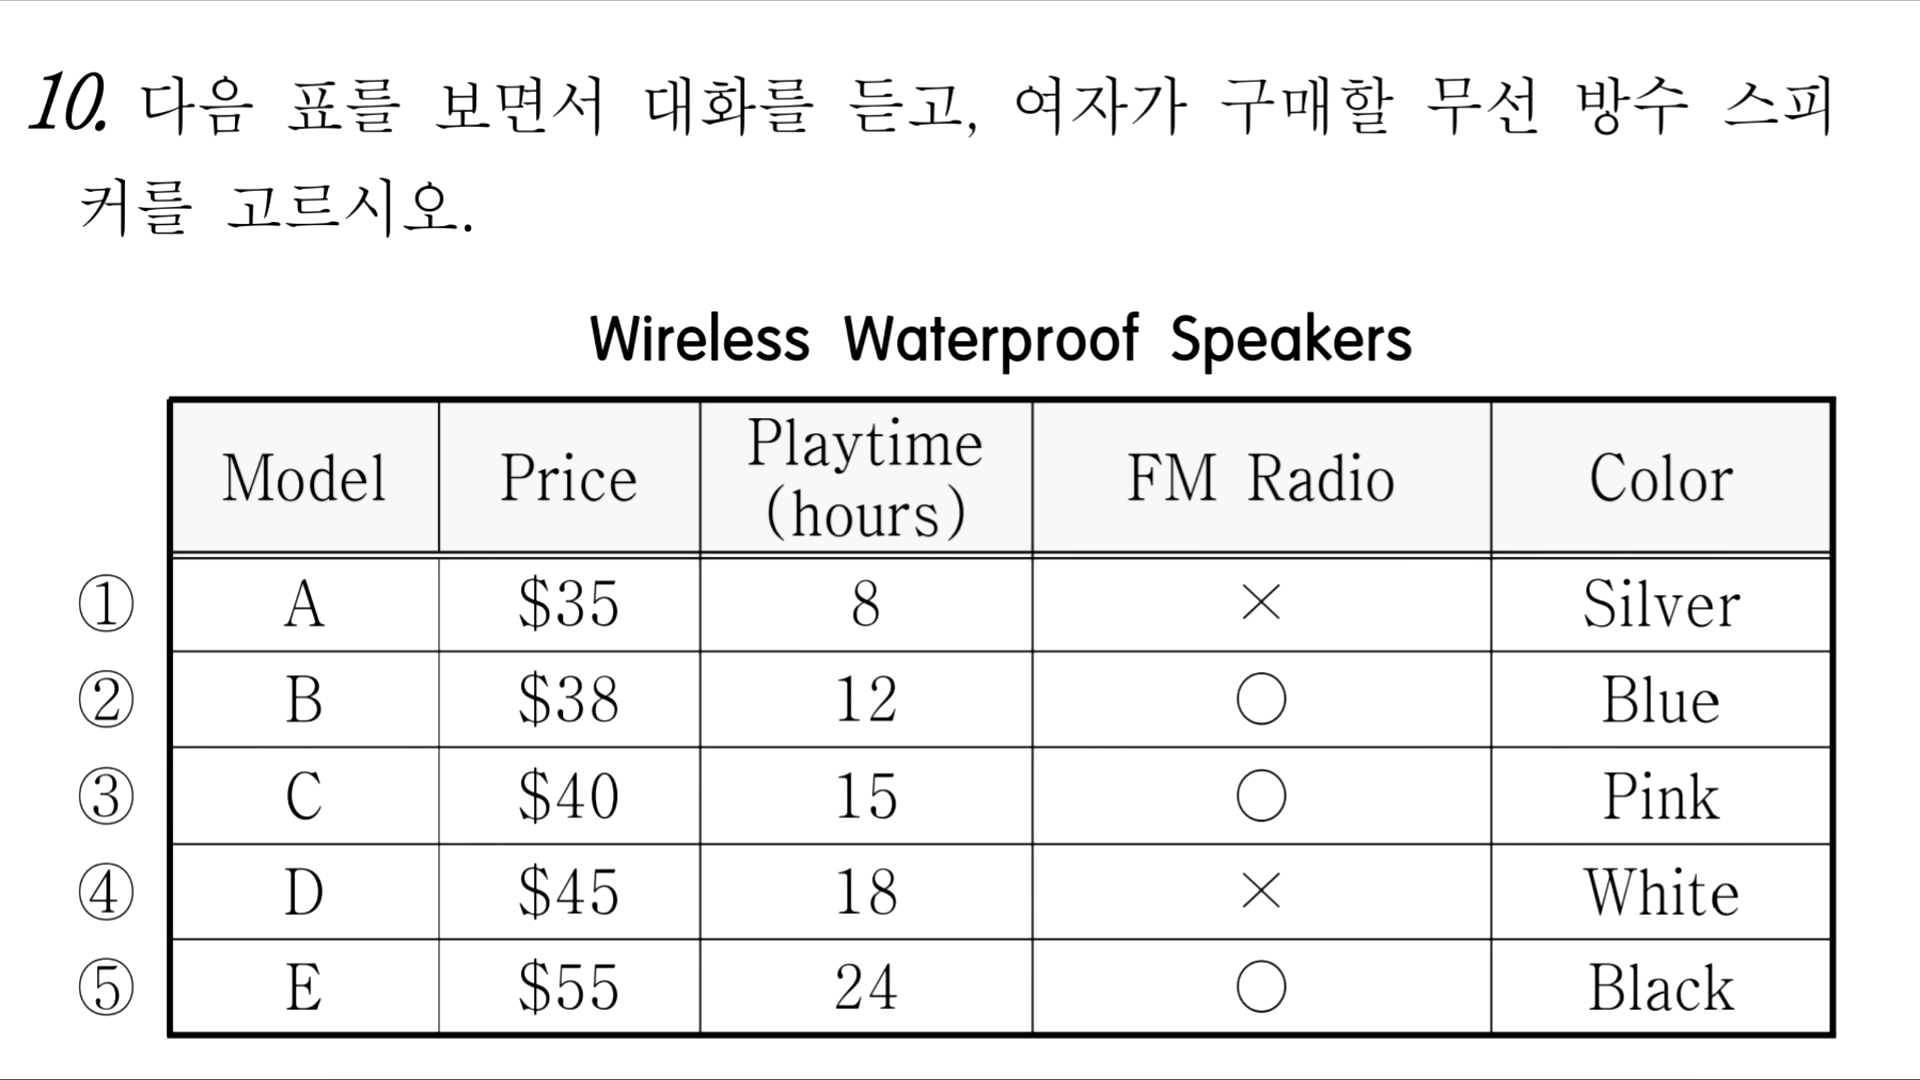 10. 다음 표를 보면서 대화를 듣고, 여자가 구매할 무선 방수 스피
커를 고르시오.
Wireless Waterproof Speakers
Model Price Playtime (hours) FM Radio Color
① A $35 8 × Silver
② B $38 12 ○ Blue
③ C $40 15 ○ Pink
④ D $45 18 × White
⑤ E $55 24 ○ Black